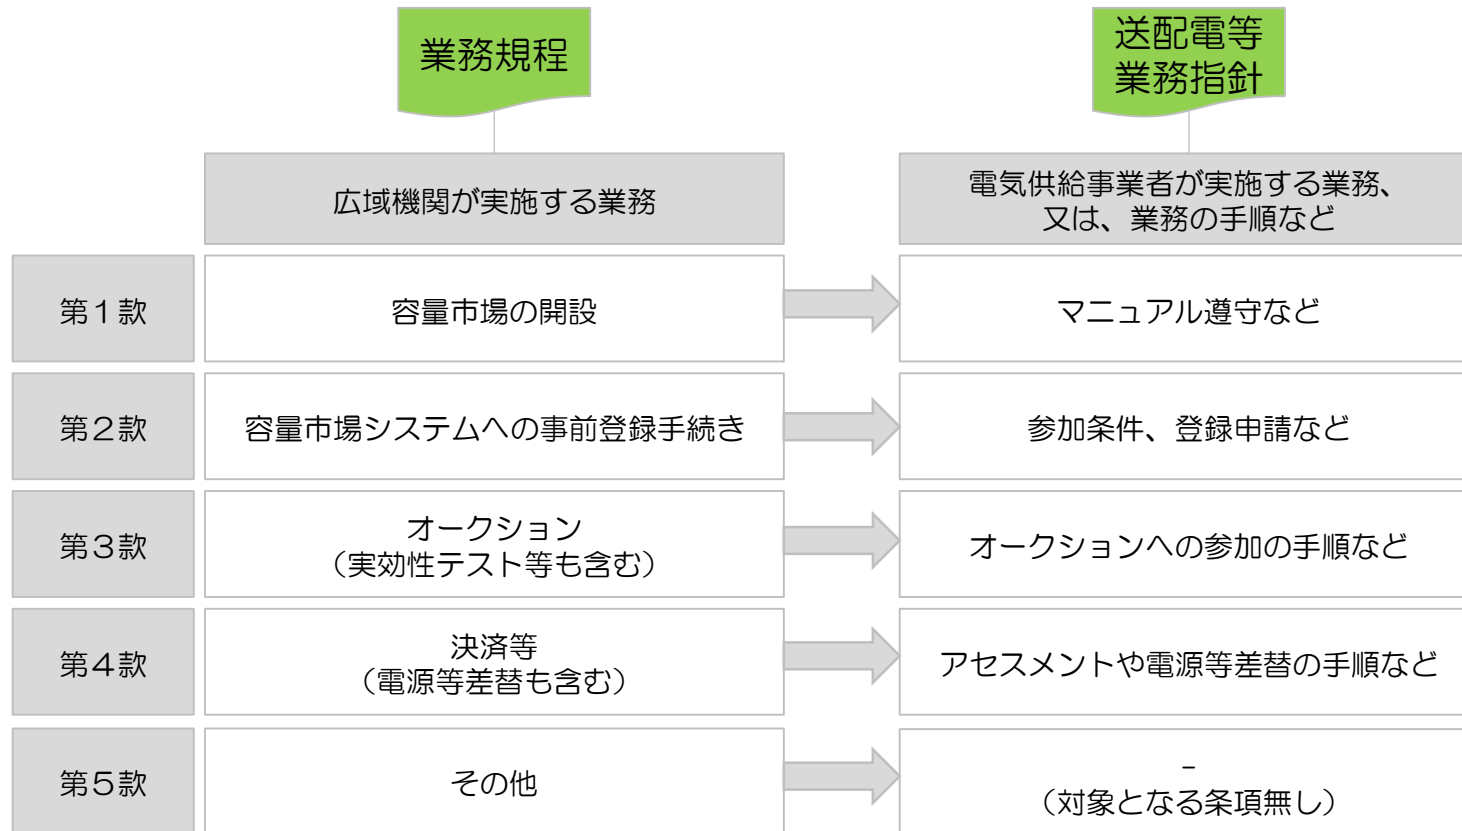 業務規程
送配電等
業務指針
広域機関が実施する業務
電気供給事業者が実施する業務、
又は、業務の手順など
第１款
容量市場の開設
マニュアル遵守など
第２款
容量市場システムへの事前登録手続き
参加条件、登録申請など
第３款
オークション
（実効性テスト等も含む）
オークションへの参加の手順など
第４款
決済等
（電源等差替も含む）
アセスメントや電源等差替の手順など
第５款
その他
−
（対象となる条項無し）